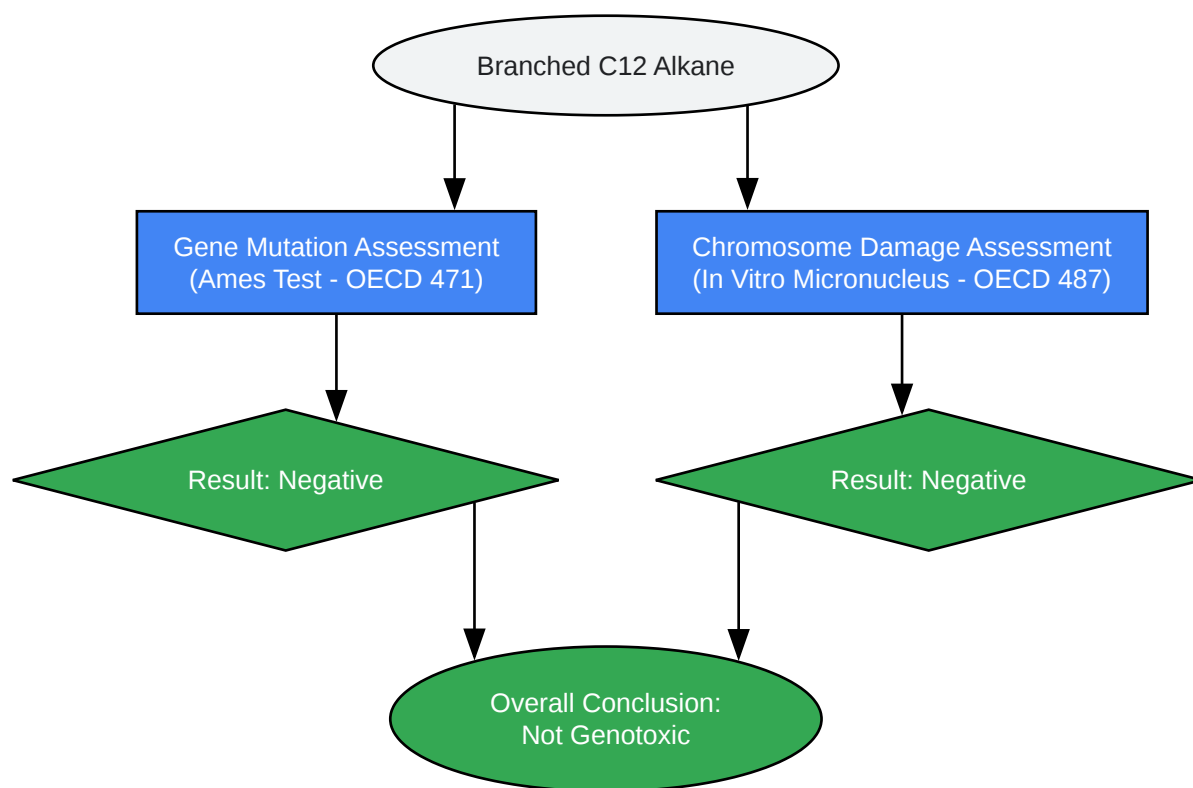 Branched C12 Alkane
Gene Mutation Assessment
(Ames Test - OECD 471)
Chromosome Damage Assessment
(In Vitro Micronucleus - OECD 487)
Result: Negative
Result: Negative
Overall Conclusion:
Not Genotoxic